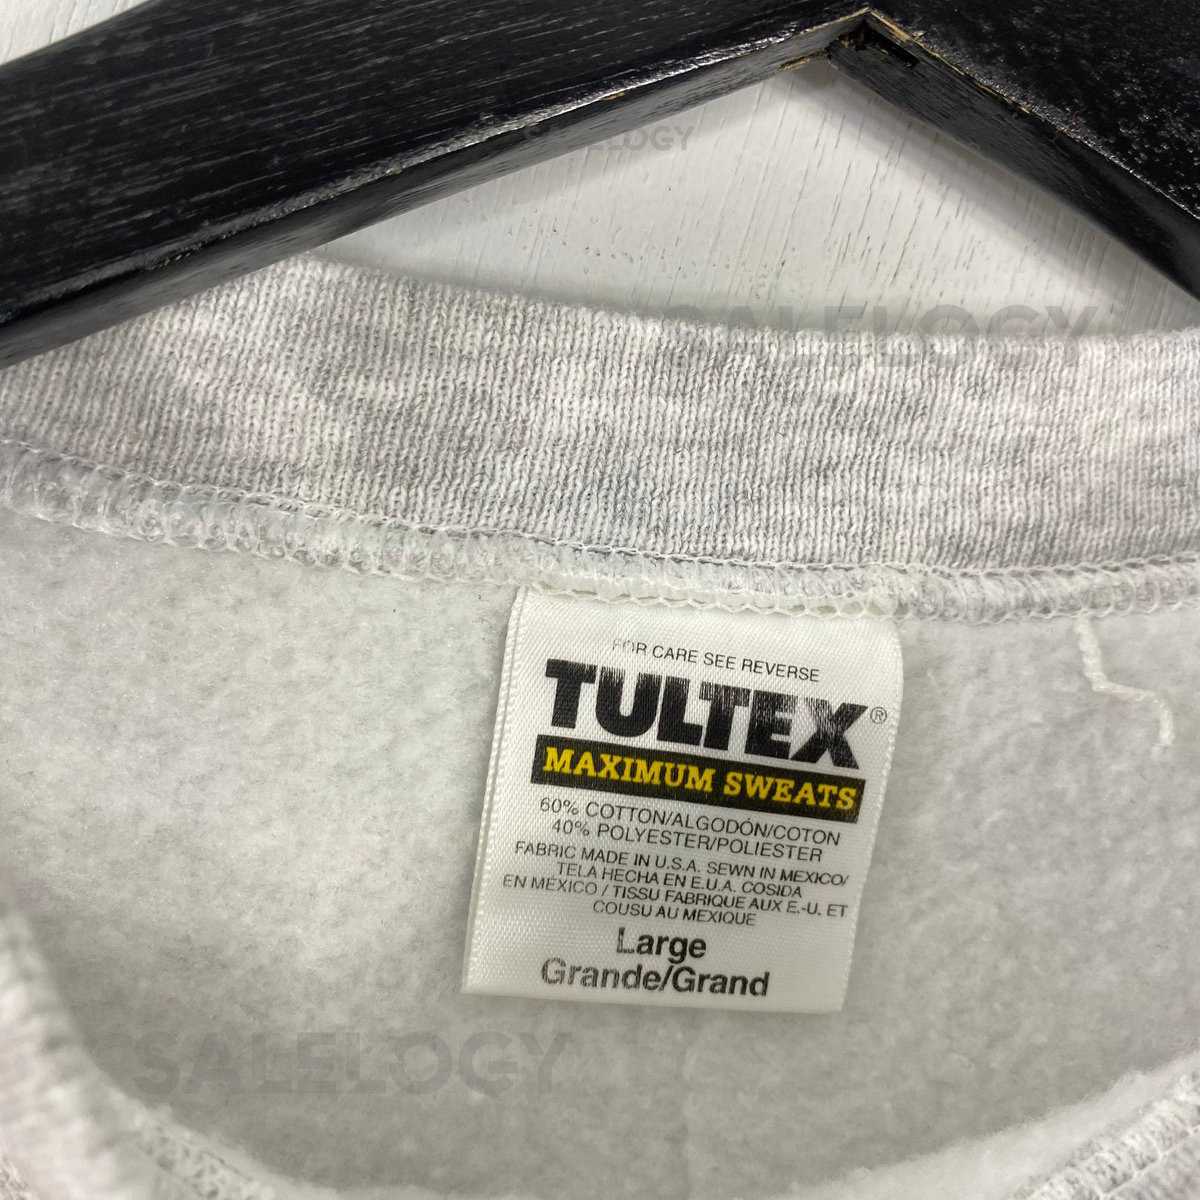 SALELOGY
SALELOGY
FOR CARE SEE REVERSE
TULTEX®
MAXIMUM SWEATS
60% COTTON/ALGODÓN/COTON
40% POLYESTER/POLIESTER
FABRIC MADE IN U.S.A. SEWN IN MEXICO/
TELA HECHA EN E.U.A. COSIDA
EN MÉXICO / TISSU FABRIQUE AUX E.-U. ET
COUSU AU MEXIQUE
Large
Grande/Grand
SALELOGY